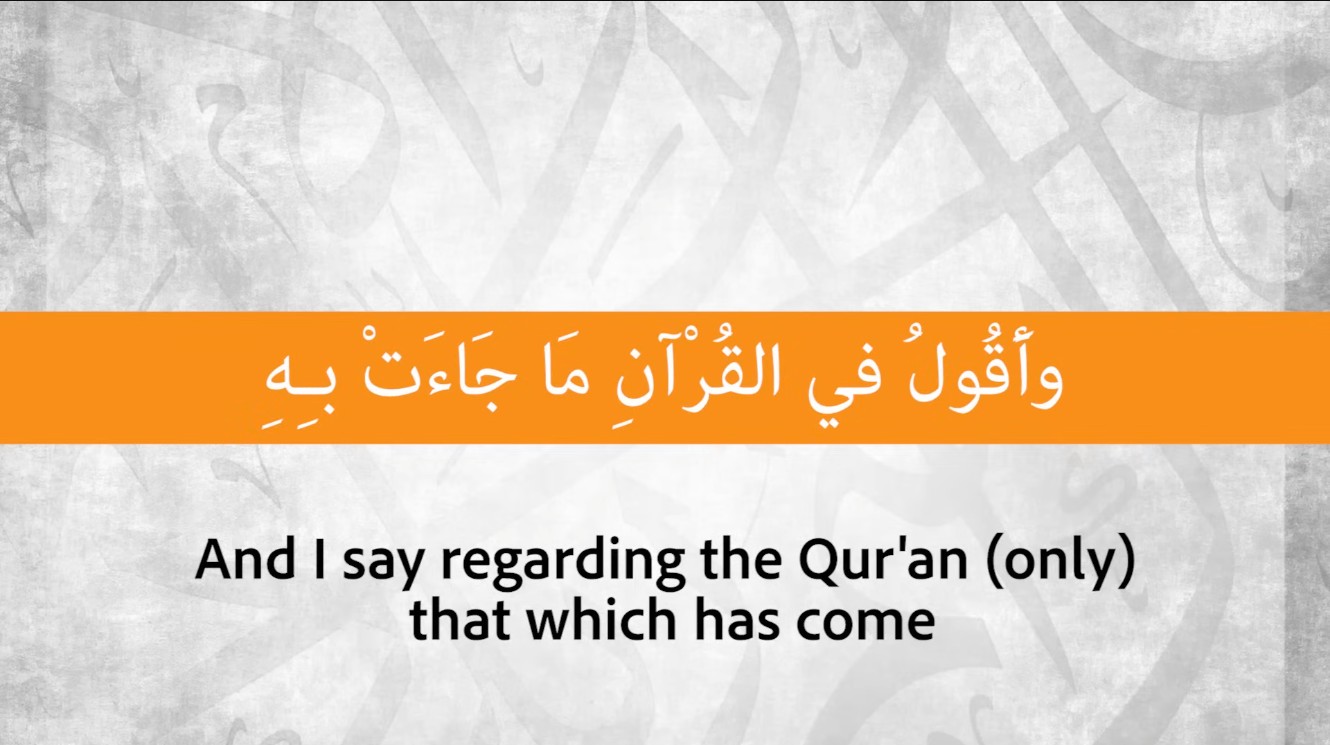 وأَقُولُ في القُرْآنِ مَا جَاءَتْ بِـهِ
And I say regarding the Qur'an (only)
that which has come